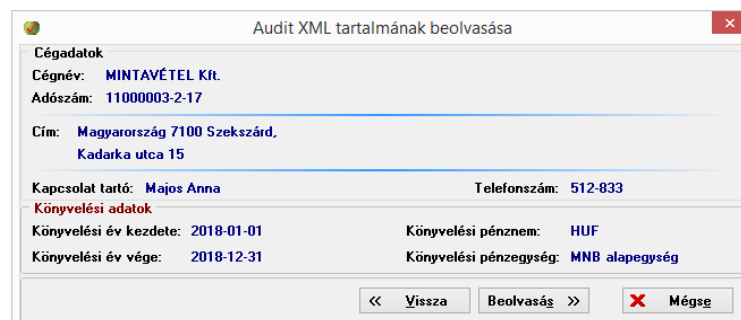 Audit XML tartalmának beolvasása
Cégadatok
Cégnév: MINTAVÉTEL Kft.
Adószám: 11000003-2-17
Cím: Magyarország 7100 Szekszárd,
Kadarka utca 15
Kapcsolat tartó: Majos Anna Telefonszám: 512-833
Könyvelési adatok
Könyvelési év kezdete: 2018-01-01 Könyvelési pénznem: HUF
Könyvelési év vége: 2018-12-31 Könyvelési pénzegység: MNB alapegység
« Vissza Beolvasás » X Mégse